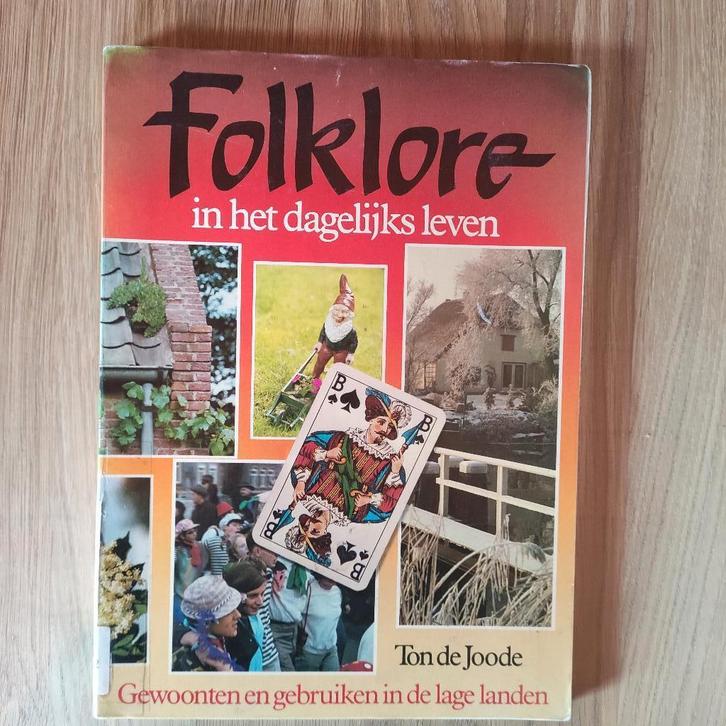 Folklore
in het dagelijks leven
B
B
B
B
Ton de Joode
Gewoonten en gebruiken in de lage landen